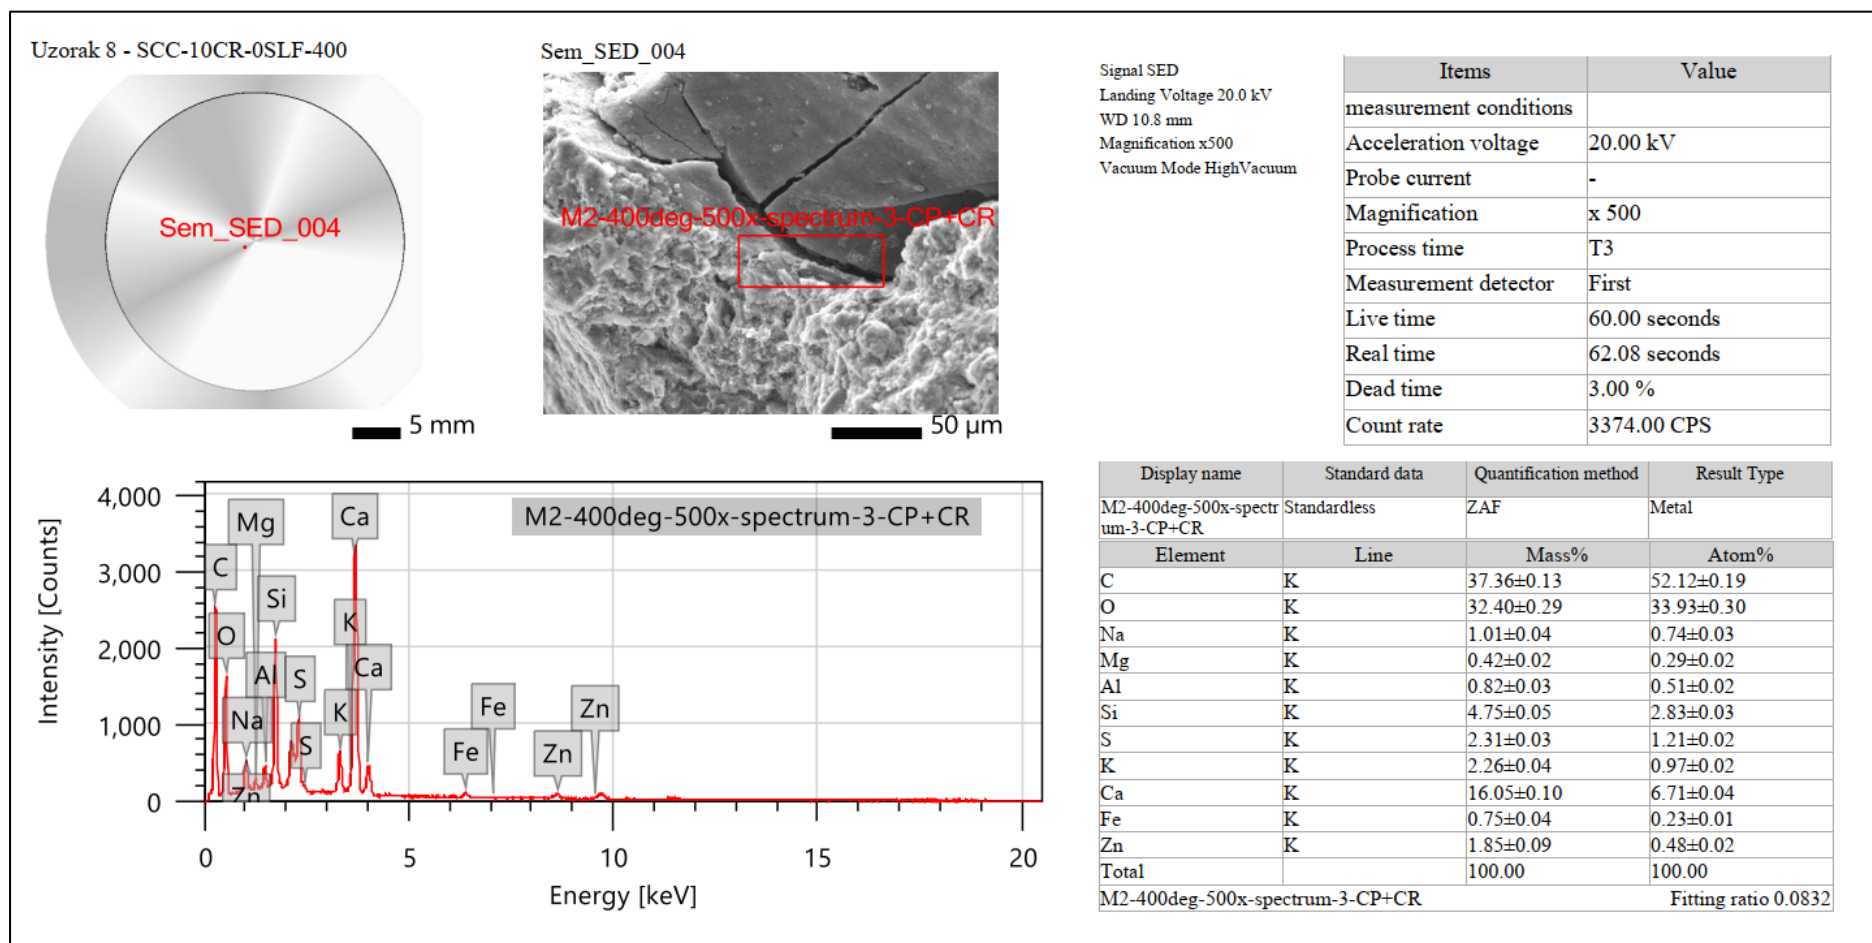 Uzorak 8 - SCC-10CR-0SLF-400
Sem_SED_004
5 mm
Sem_SED_004
M2-400deg-500x-spectrum-3-CP+CR
50 µm
Signal SED
Landing Voltage 20.0 kV
WD 10.8 mm
Magnification x500
Vacuum Mode HighVacuum
Items Value
measurement conditions
Acceleration voltage 20.00 kV
Probe current -
Magnification x 500
Process time T3
Measurement detector First
Live time 60.00 seconds
Real time 62.08 seconds
Dead time 3.00 %
Count rate 3374.00 CPS
M2-400deg-500x-spectrum-3-CP+CR
Intensity [Counts]
4,000
3,000
2,000
1,000
0
C
O
Mg
Na
Zn
Al
Si
S
S
K
K
Ca
Ca
Fe
Fe
Zn
Zn
0 5 10 15 20
Energy [keV]
Display name Standard data Quantification method Result Type
M2-400deg-500x-spectr Standardless ZAF Metal
um-3-CP+CR
Element Line Mass% Atom%
C K 37.36±0.13 52.12±0.19
O K 32.40±0.29 33.93±0.30
Na K 1.01±0.04 0.74±0.03
Mg K 0.42±0.02 0.29±0.02
Al K 0.82±0.03 0.51±0.02
Si K 4.75±0.05 2.83±0.03
S K 2.31±0.03 1.21±0.02
K K 2.26±0.04 0.97±0.02
Ca K 16.05±0.10 6.71±0.04
Fe K 0.75±0.04 0.23±0.01
Zn K 1.85±0.09 0.48±0.02
Total 100.00 100.00
M2-400deg-500x-spectrum-3-CP+CR Fitting ratio 0.0832